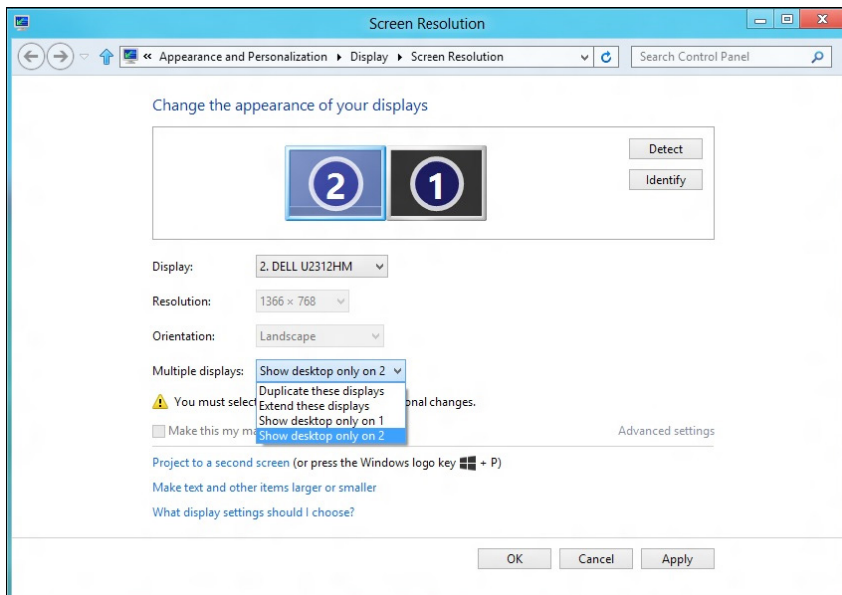 Screen Resolution
« Appearance and Personalization Display Screen Resolution Search Control Panel
Change the appearance of your displays
2 1
Detect
Identify
Display: 2. DELL U2312HM
Resolution: 1366 × 768
Orientation: Landscape
Multiple displays: Show desktop only on 2
Duplicate these displays
You must selec onal changes.
Extend these displays
Show desktop only on 1
Make this my m Advanced settings
Show desktop only on 2
Project to a second screen (or press the Windows logo key + P)
Make text and other items larger or smaller
What display settings should I choose?
OK Cancel Apply